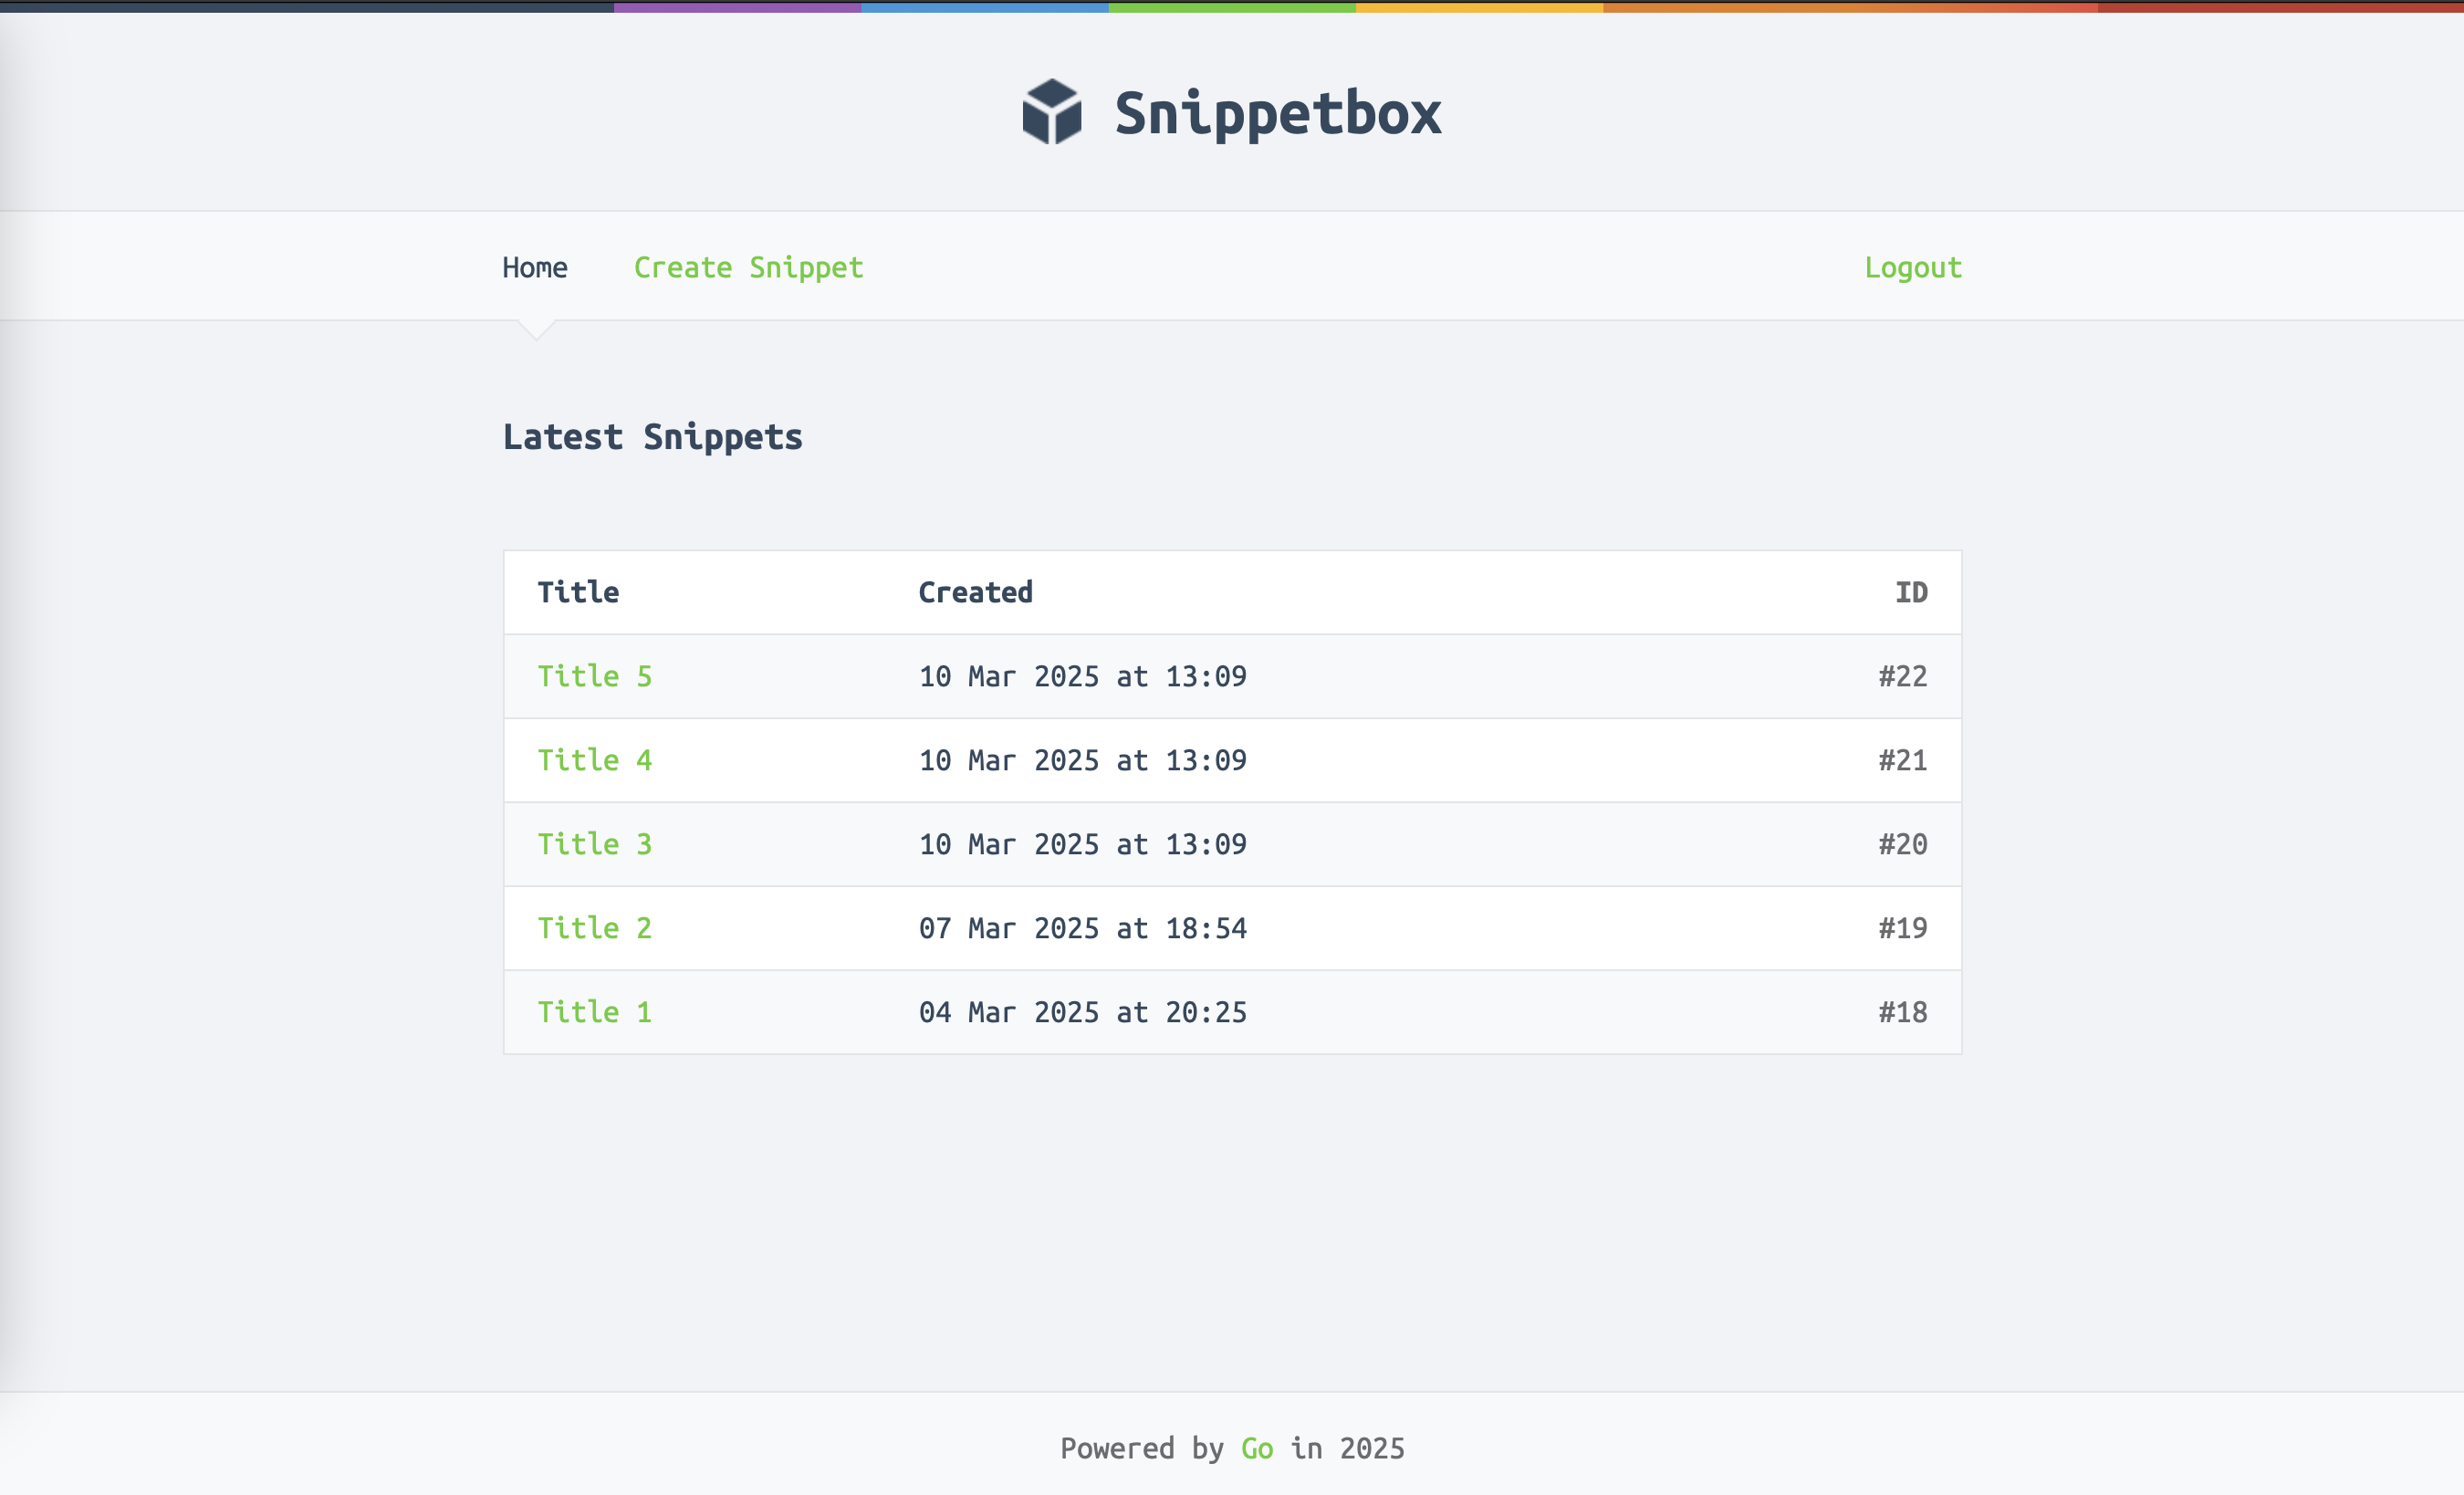 Snippetbox
Home Create Snippet Logout
Latest Snippets
Title Created ID
Title 5 10 Mar 2025 at 13:09 #22
Title 4 10 Mar 2025 at 13:09 #21
Title 3 10 Mar 2025 at 13:09 #20
Title 2 07 Mar 2025 at 18:54 #19
Title 1 04 Mar 2025 at 20:25 #18
Powered by Go in 2025